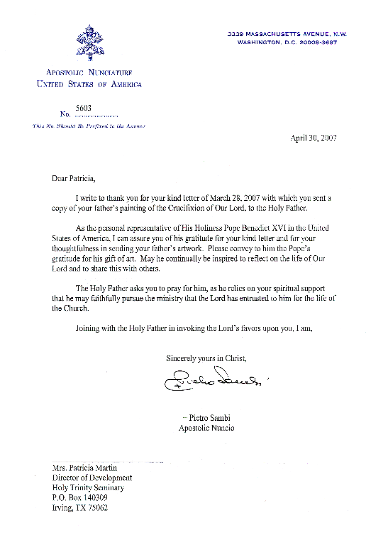 3339 MASSACHUSETTS AVENUE, N.W.
WASHINGTON, D.C. 20008-3687
APOSTOLIC NUNCIATURE
UNITED STATES OF AMERICA
No. 5603
This No. Should Be Prefixed to the Answer
April 30, 2007
Dear Patricia,
I write to thank you for your kind letter of March 28, 2007 with which you sent a
copy of your father's painting of the Crucifixion of Our Lord, to the Holy Father.
As the personal representative of His Holiness Pope Benedict XVI in the United
States of America, I can assure you of his gratitude for your kind letter and for your
thoughtfulness in sending your father's artwork. Please convey to him the Pope's
gratitude for his gift of art. May he continually be inspired to reflect on the life of Our
Lord and to share this with others.
The Holy Father asks you to pray for him, as he relies on your spiritual support
that he may faithfully pursue the ministry that the Lord has entrusted to him for the life of
the Church.
Joining with the Holy Father in invoking the Lord's favors upon you, I am,
Sincerely yours in Christ,
Pietro Sambi
Pietro Sambi
Apostolic Nuncio
Mrs. Patricia Martin
Director of Development
Holy Trinity Seminary
P.O. Box 140309
Irving, TX 75062